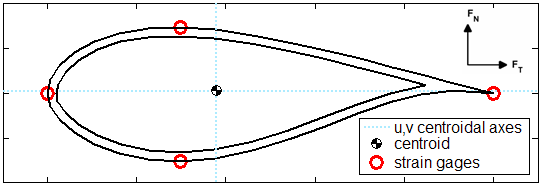 F_N
F_T
u,v centroidal axes
centroid
strain gages